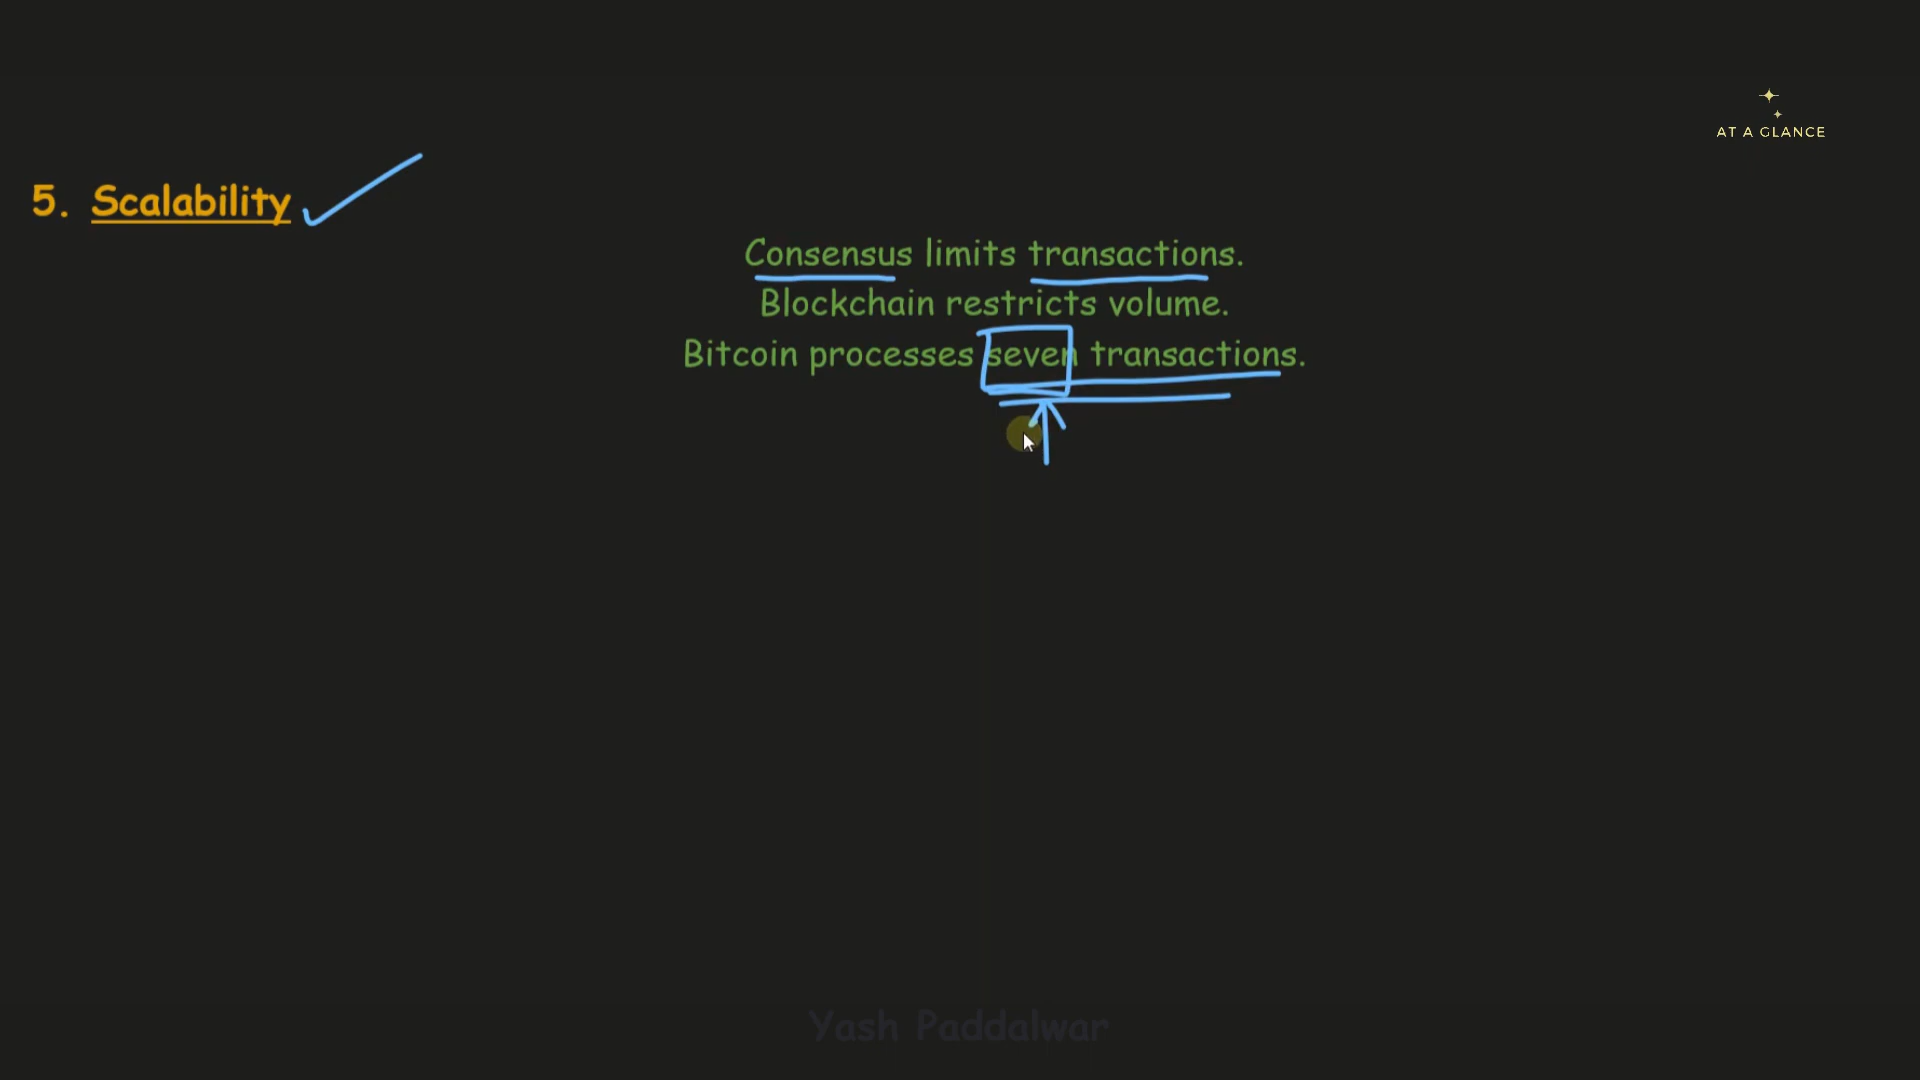 AT A GLANCE
5. Scalability
Consensus limits transactions.
Blockchain restricts volume.
Bitcoin processes seven transactions.
Yash Paddalwar